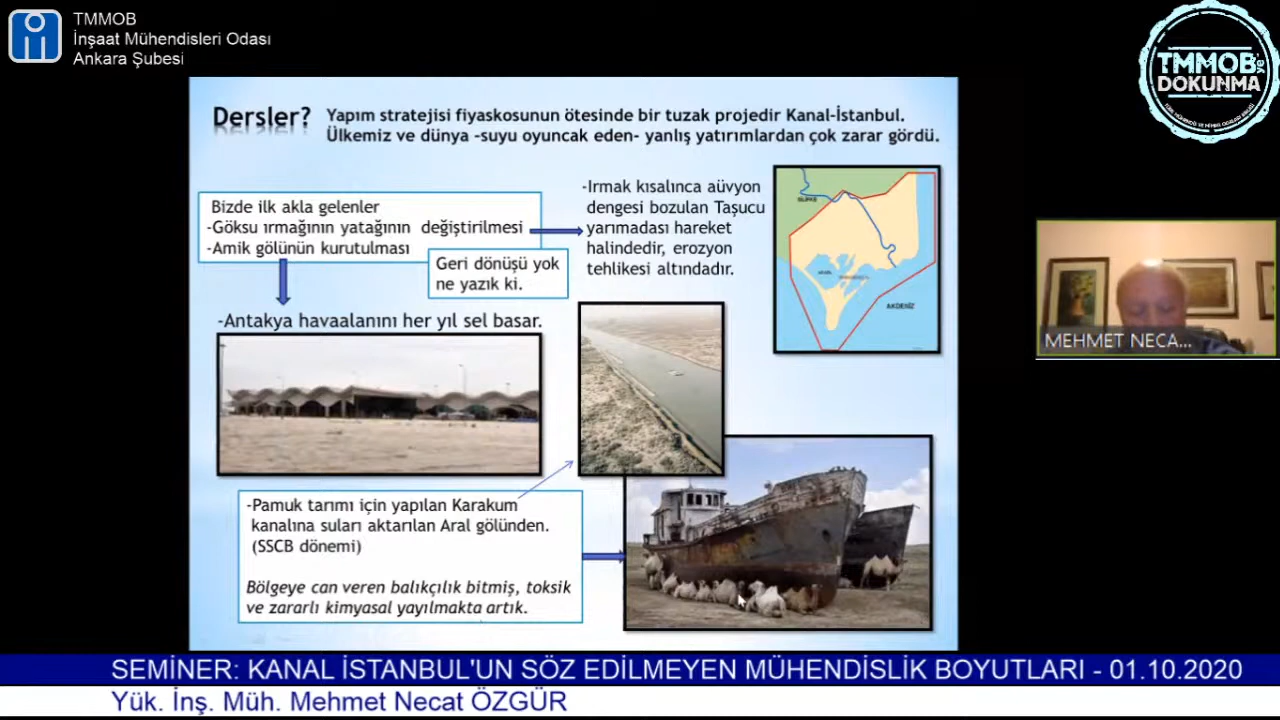 TMMOB
İnşaat Mühendisleri Odası
Ankara Şubesi
TMMOB
DOKUNMA
Dersler?
Yapım stratejisi fiyaskosunun ötesinde bir tuzak projedir Kanal-İstanbul.
Ülkemiz ve dünya -suyu oyuncak eden- yanlış yatırımlardan çok zarar gördü.
Bizde ilk akla gelenler
-Göksu ırmağının yatağının değiştirilmesi
-Amik gölünün kurutulması
Geri dönüşü yok
ne yazık ki.
-Irmak kısalınca aüvyon
dengesi bozulan Taşucu
yarımadası hareket
halindedir, erozyon
tehlikesi altındadır.
SİLİFKE
AKDENİZ
-Antakya havaalanını her yıl sel basar.
-Pamuk tarımı için yapılan Karakum
kanalına suları aktarılan Aral gölünden.
(SSCB dönemi)
Bölgeye can veren balıkçılık bitmiş, toksik
ve zararlı kimyasal yayılmakta artık.
MEHMET NECA...
SEMİNER: KANAL İSTANBUL'UN SÖZ EDİLMEYEN MÜHENDİSLİK BOYUTLARI - 01.10.2020
Yük. İnş. Müh. Mehmet Necat ÖZGÜR